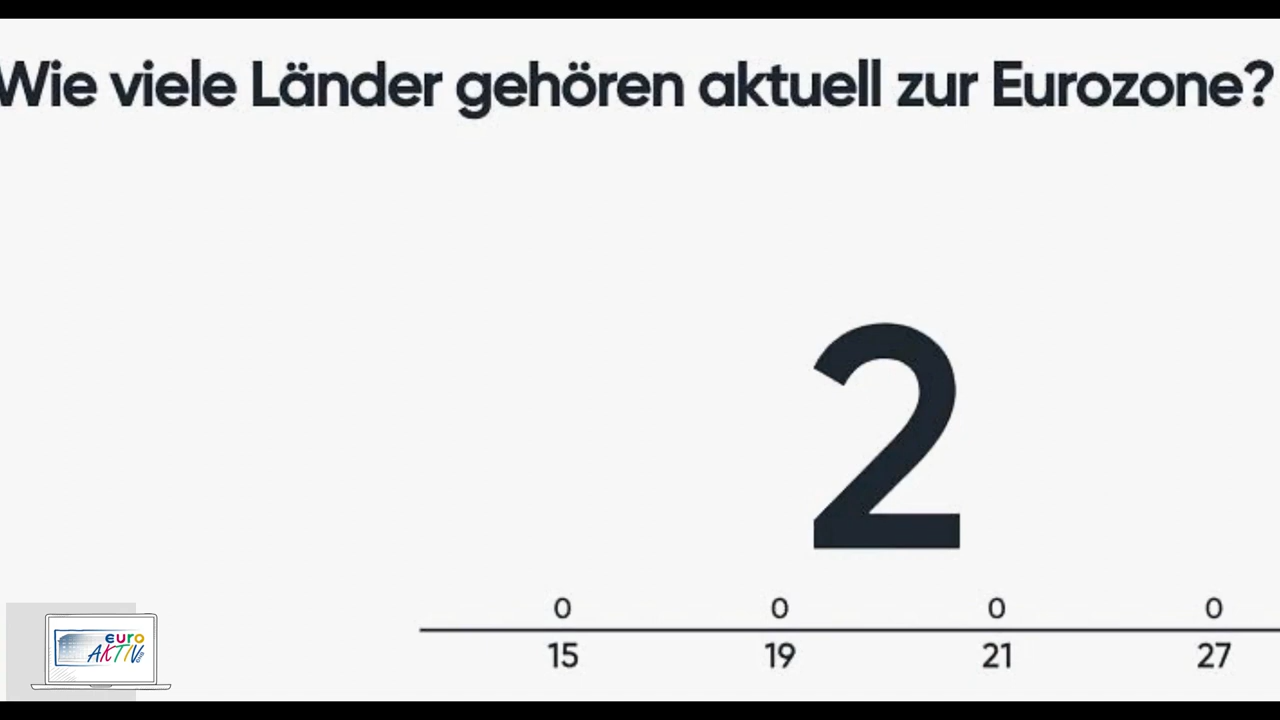 Wie viele Länder gehören aktuell zur Eurozone?
2
0 0 0 0
15 19 21 27
euro
AKTIV